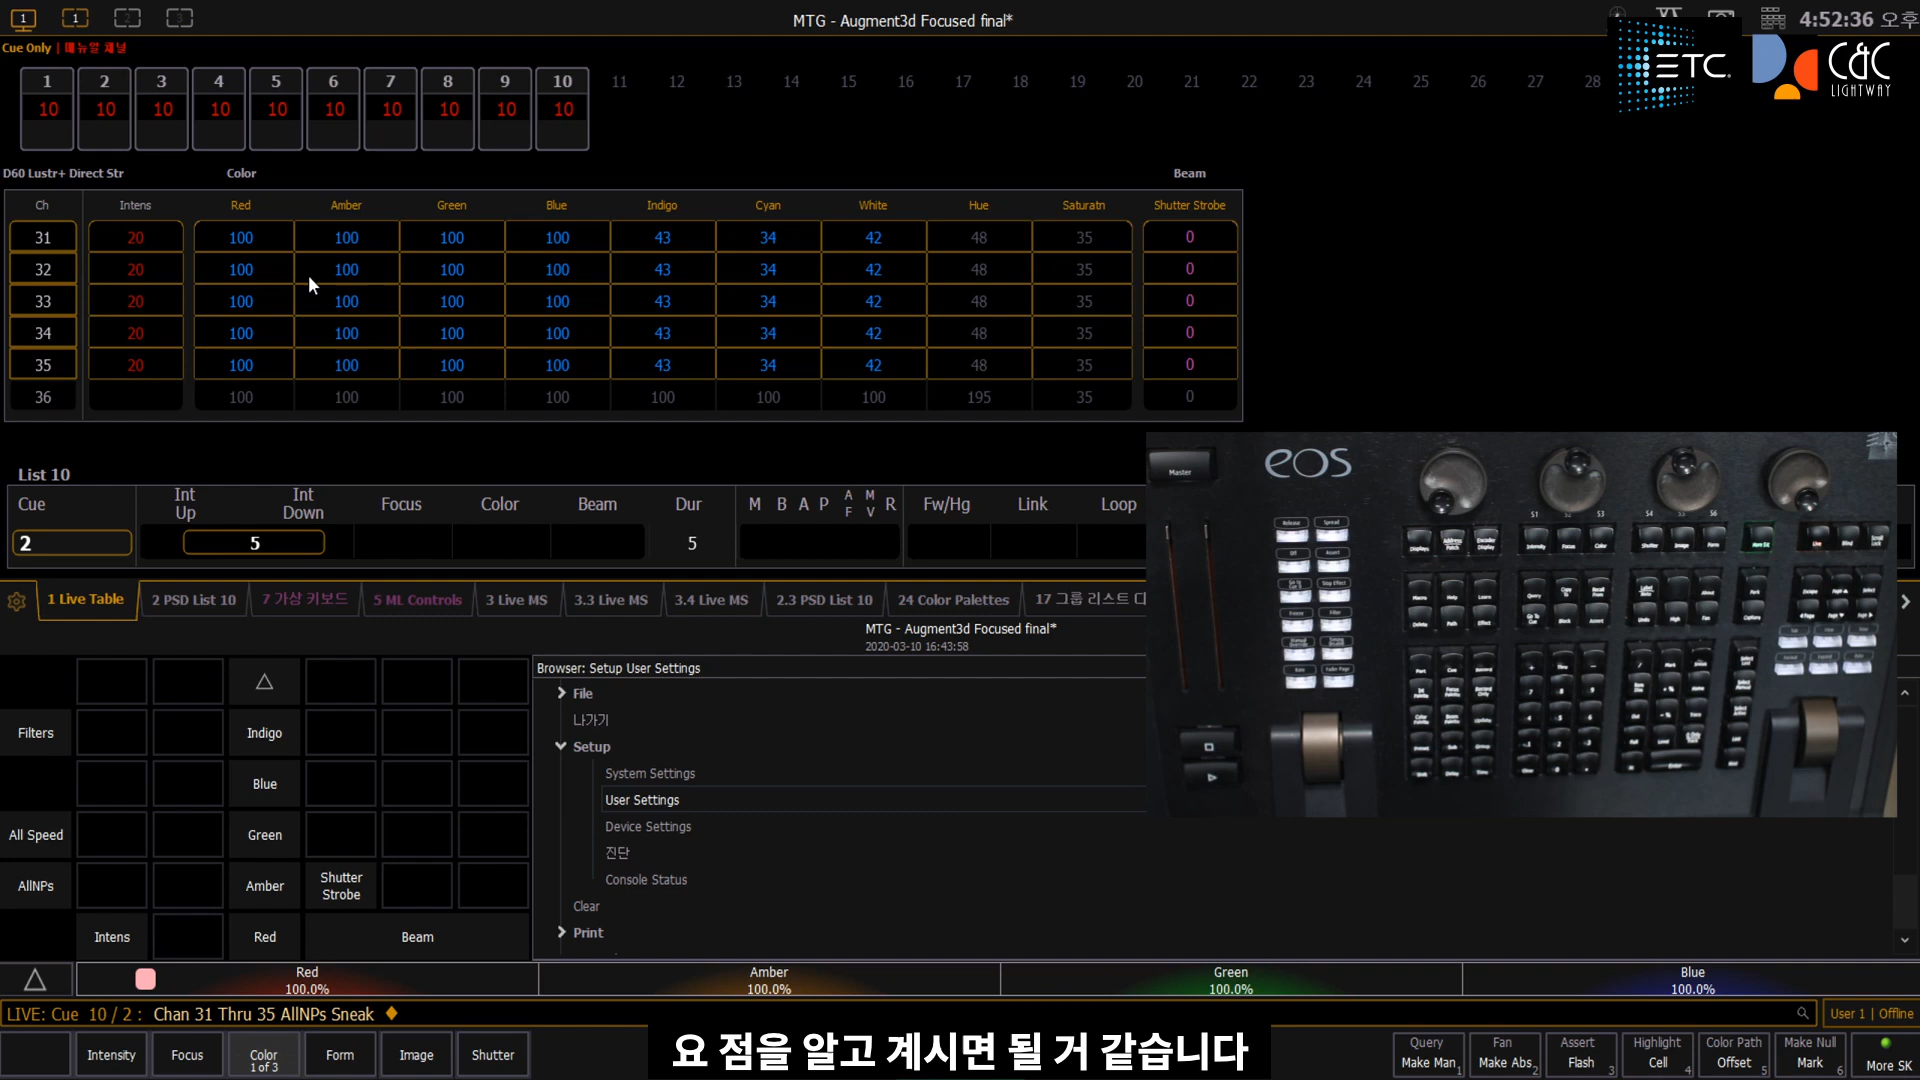 1 1 2 3 MTG - Augment3d Focused final* 4:52:36 오후
Cue Only | 매뉴얼 채널
ETC C&C LIGHTWAY
1 2 3 4 5 6 7 8 9 10 11 12 13 14 15 16 17 18 19 20 21 22 23 24 25 26 27 28
10 10 10 10 10 10 10 10 10 10
D60 Lustr+ Direct Str Color Beam
Ch Intens Red Amber Green Blue Indigo Cyan White Hue Saturatn Shutter Strobe
31 20 100 100 100 100 43 34 42 48 35 0
32 20 100 100 100 100 43 34 42 48 35 0
33 20 100 100 100 100 43 34 42 48 35 0
34 20 100 100 100 100 43 34 42 48 35 0
35 20 100 100 100 100 43 34 42 48 35 0
36 100 100 100 100 100 100 100 195 35 0
List 10
Cue Int Up Int Down Focus Color Beam Dur M B A P AF MV R Fw/Hg Link Loop
2 5 5
1 Live Table 2 PSD List 10 7 가상 키보드 5 ML Controls 3 Live MS 3.3 Live MS 3.4 Live MS 2.3 PSD List 10 24 Color Palettes 17 그룹 리스트 디
MTG - Augment3d Focused final*
2020-03-10 16:43:58
Browser: Setup User Settings
File
나가기
Setup
System Settings
User Settings
Device Settings
진단
Console Status
Clear
Print
Filters Indigo
Blue
All Speed Green
AllNPs Amber Shutter Strobe
Intens Red Beam
eos
Master
Red 100.0% Amber 100.0% Green 100.0% Blue 100.0%
LIVE: Cue 10 / 2 : Chan 31 Thru 35 AllNPs Sneak
User 1 | Offline
Intensity Focus Color 1 of 3 Form Image Shutter
요 점을 알고 계시면 될 거 같습니다
Query Fan Assert Highlight Color Path Make Null
Make Man 1 Make Abs 2 Flash 3 Cell 4 Offset 5 Mark 6 More SK